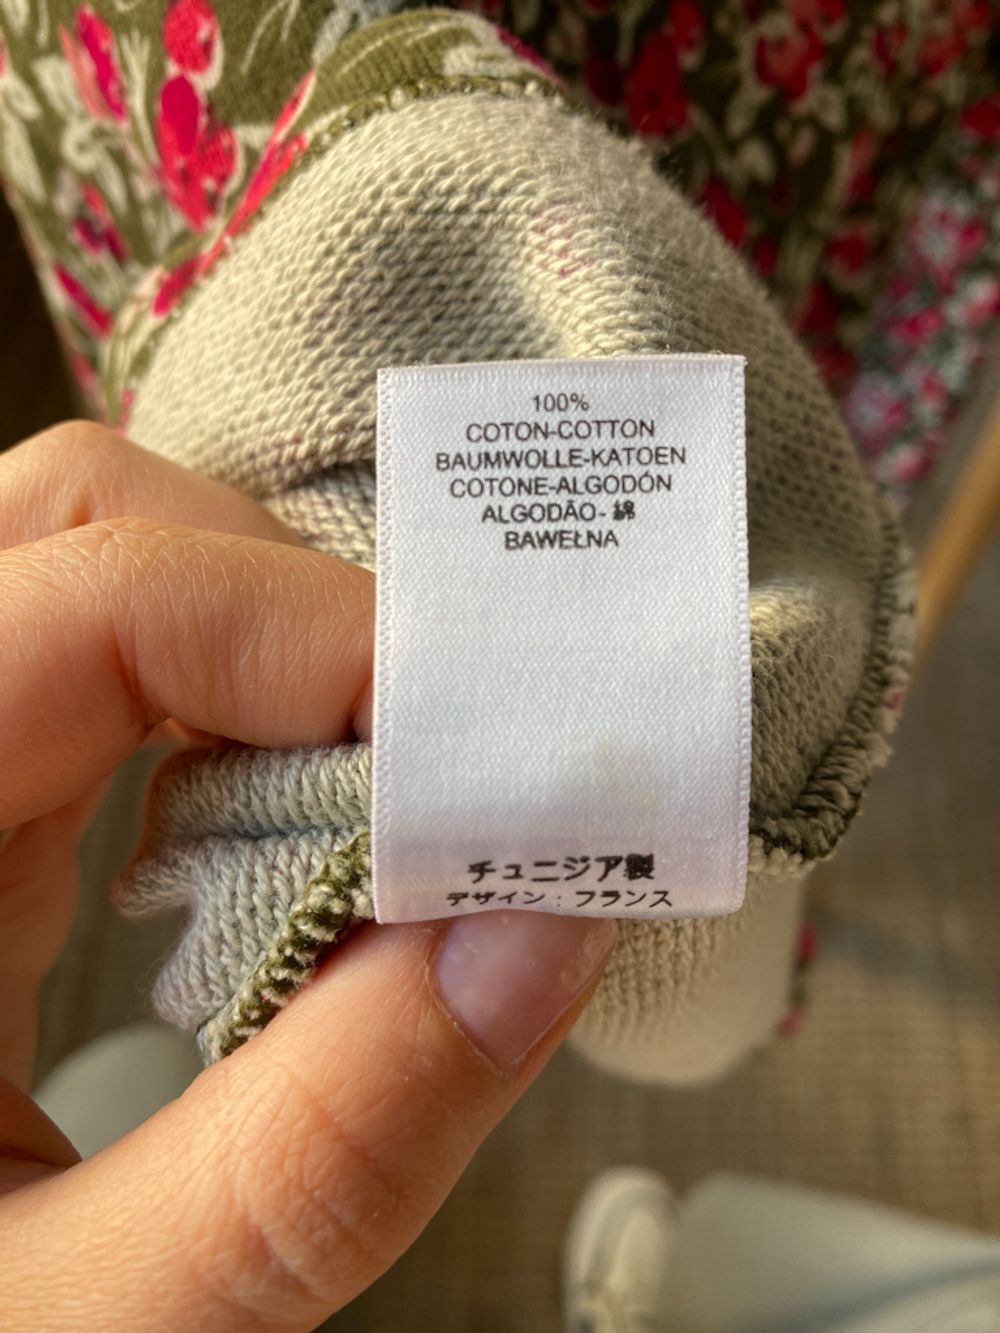 100%
COTON-COTTON
BAUMWOLLE-KATOEN
COTONE-ALGODÓN
ALGODÃO-綿
BAWEŁNA
チュニジア製
デザイン：フランス